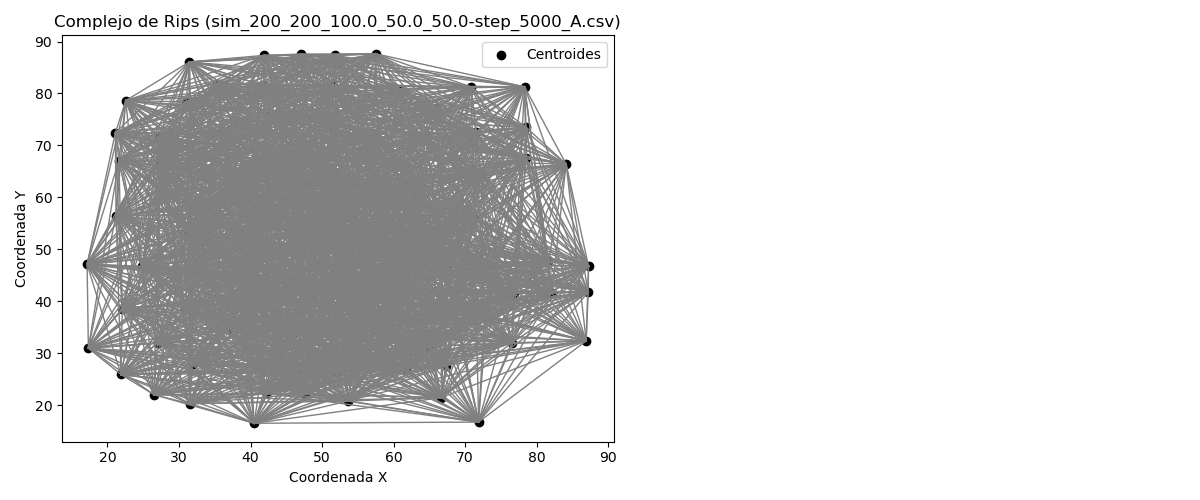 Complejo de Rips (sim_200_200_100.0_50.0_50.0-step_5000_A.csv)
90
80
70
60
50
40
30
20
Coordenada Y
Centroides
20 30 40 50 60 70 80 90
Coordenada X